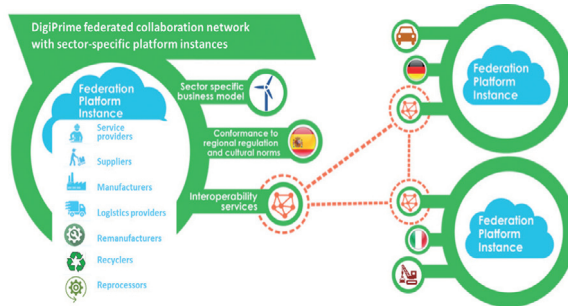 DigiPrime federated collaboration network
with sector-specific platform instances
Federation
Platform
Instance
Service
providers
Suppliers
Manufacturers
Logistics providers
Remanufacturers
Recyclers
Reprocessors
Sector specific
business model
Conformance to
regional regulation
and cultural norms
Interoperability
services
Federation
Platform
Instance
Federation
Platform
Instance